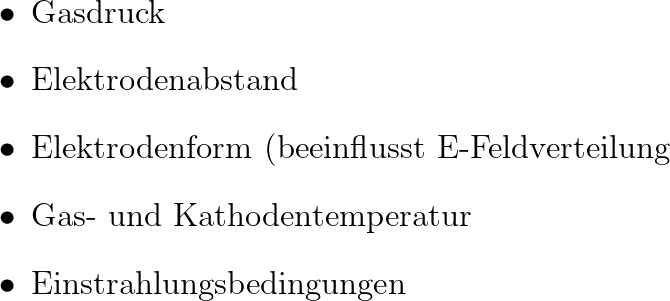 • Gasdruck
• Elektrodenabstand
• Elektrodenform (beeinflusst E-Feldverteilung
• Gas- und Kathodentemperatur
• Einstrahlungsbedingungen